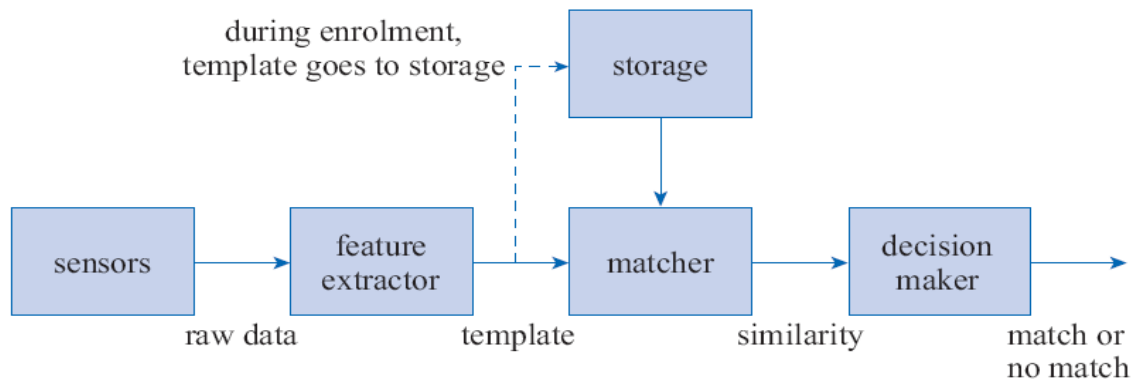 during enrolment,
template goes to storage
storage
sensors
feature
extractor
matcher
decision
maker
raw data
template
similarity
match or
no match